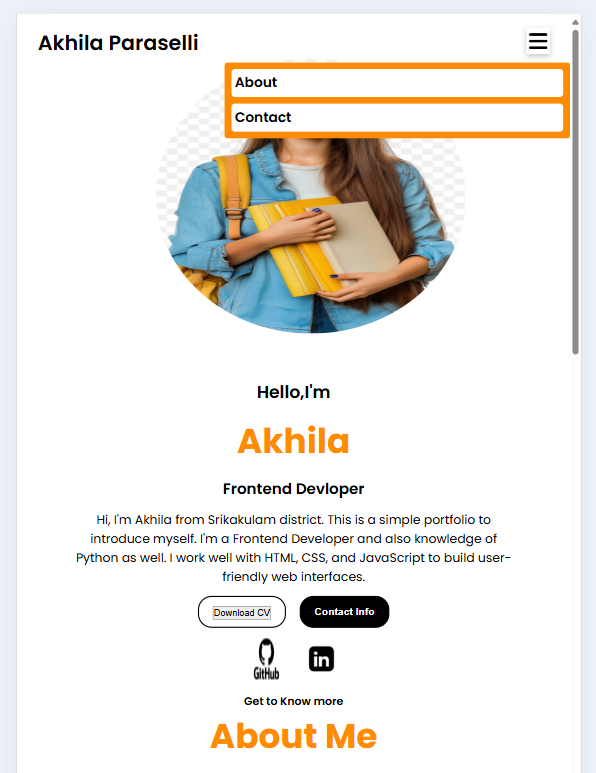 Akhila Paraselli
About
Contact
Hello,I'm
Akhila
Frontend Devloper
Hi, I'm Akhila from Srikakulam district. This is a simple portfolio to
introduce myself. I'm a Frontend Developer and also knowledge of
Python as well. I work well with HTML, CSS, and JavaScript to build user-
friendly web interfaces.
Download CV
Contact Info
GitHub
in
Get to Know more
About Me